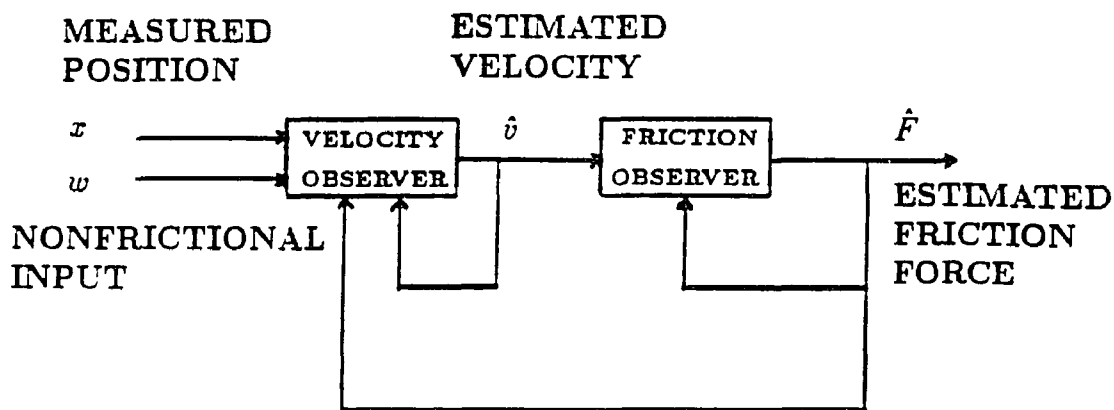 MEASURED
POSITION
ESTIMATED
VELOCITY
x
w
VELOCITY
OBSERVER
v̂
FRICTION
OBSERVER
F̂
NONFRICTIONAL
INPUT
ESTIMATED
FRICTION
FORCE